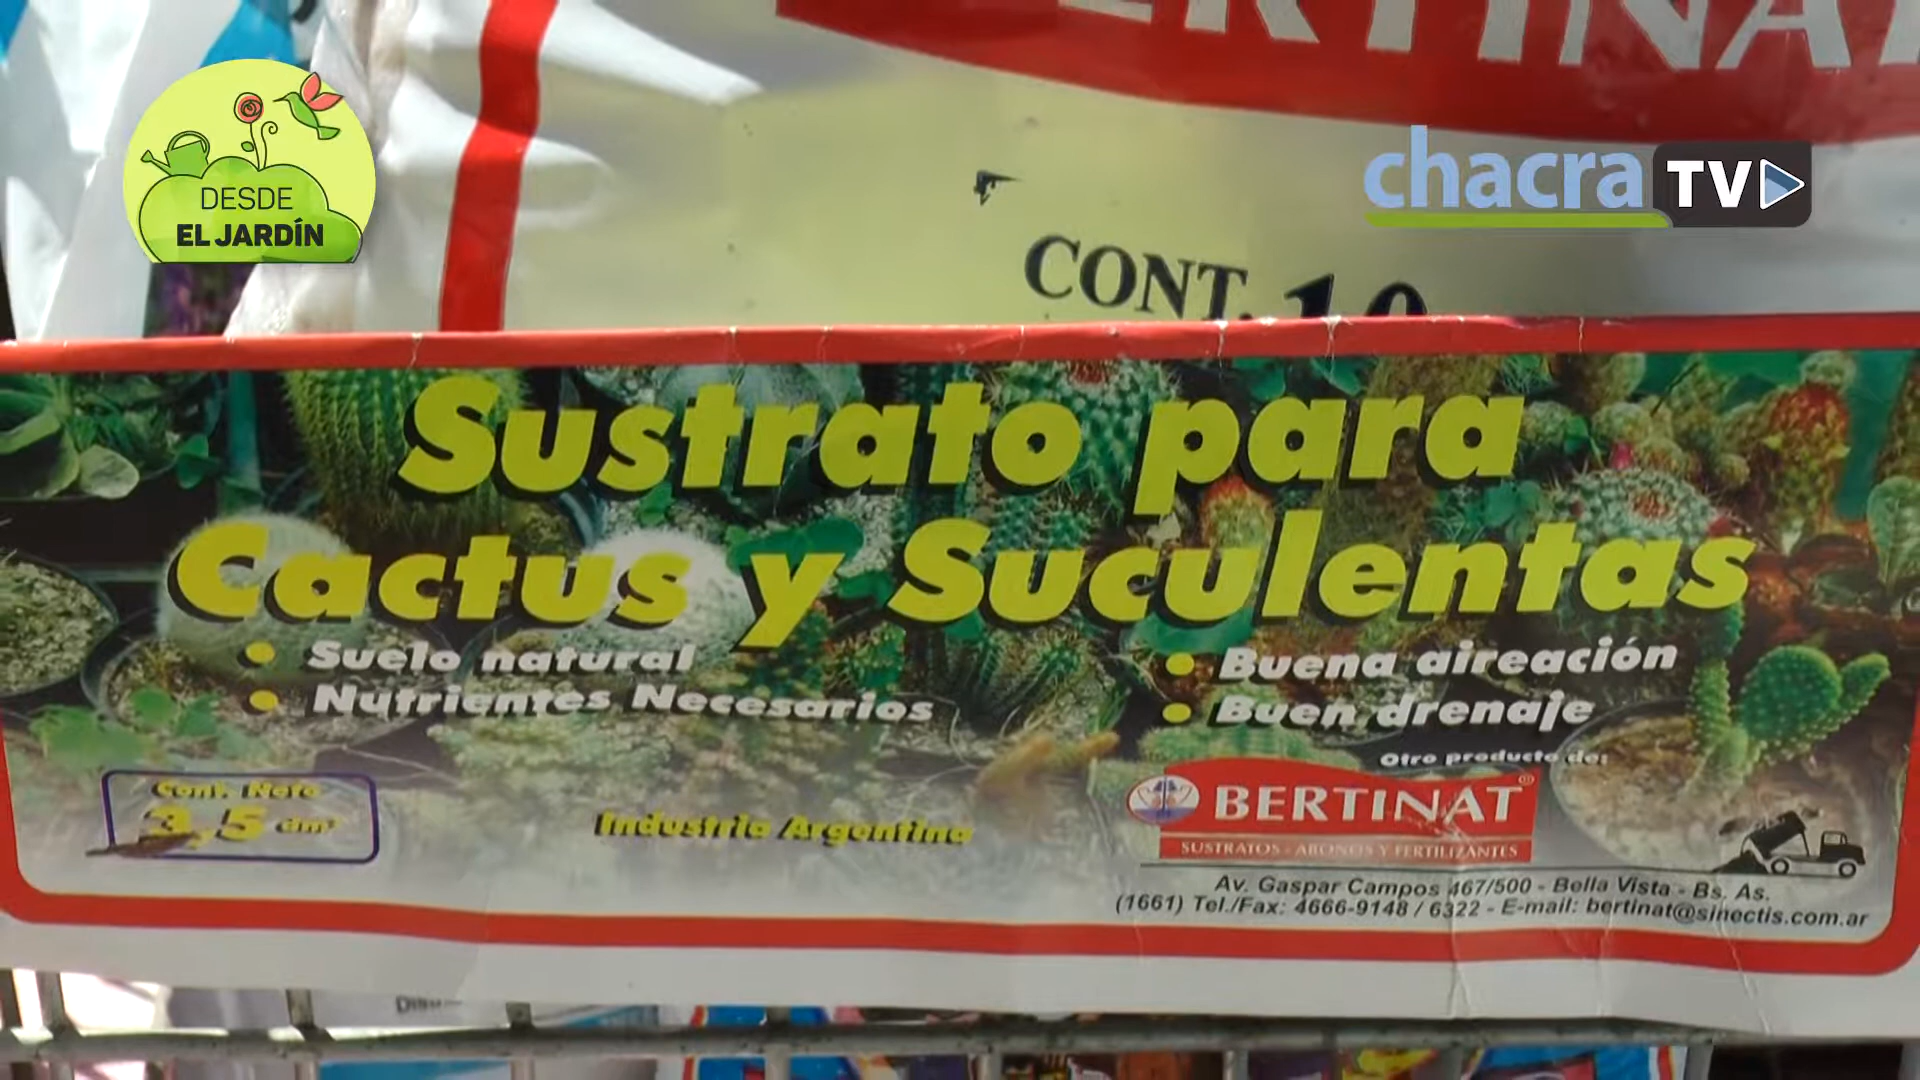 BERTINAT
DESDE
EL JARDÍN
chacra TV
CONT. 10
Sustrato para
Cactus y Suculentas
• Suelo natural
• Nutrientes Necesarios
• Buena aireación
• Buen drenaje
Otro producto de:
Cont. Neto
3,5 dm³
Industria Argentina
BERTINAT®
SUSTRATOS - ABONOS Y FERTILIZANTES
Av. Gaspar Campos 467/500 - Bella Vista - Bs. As.
(1661) Tel./Fax: 4666-9148 / 6322 - E-mail: bertinat@sinectis.com.ar